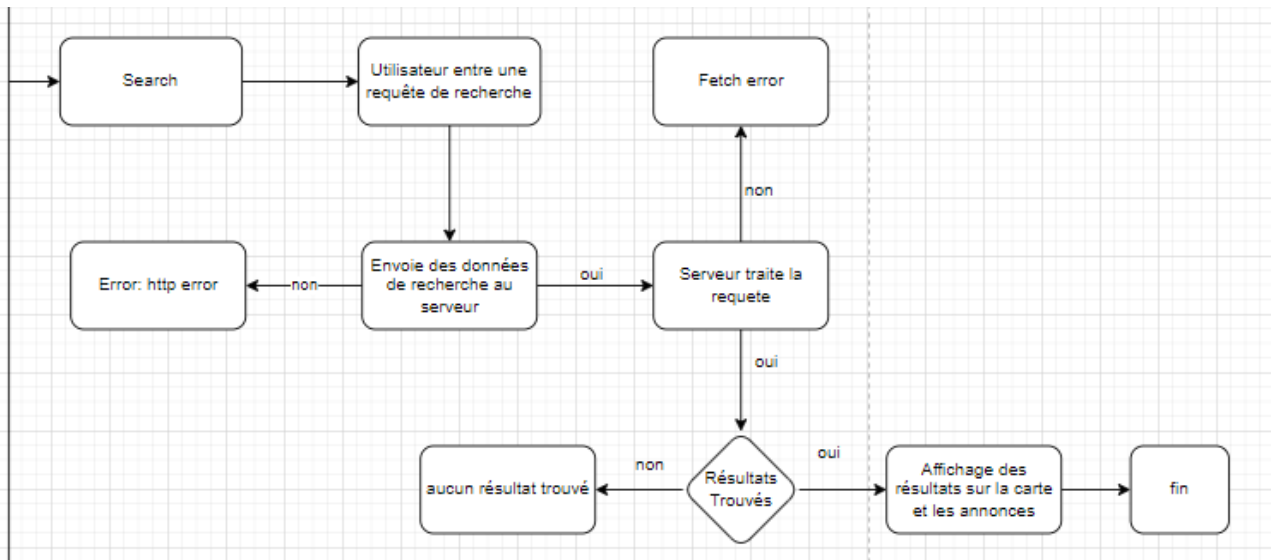 Search
Utilisateur entre une
requête de recherche
Fetch error
non
Error: http error
non
Envoie des données
de recherche au
serveur
oui
Serveur traite la
requete
oui
aucun résultat trouvé
non
Résultats
Trouvés
oui
Affichage des
résultats sur la carte
et les annonces
fin